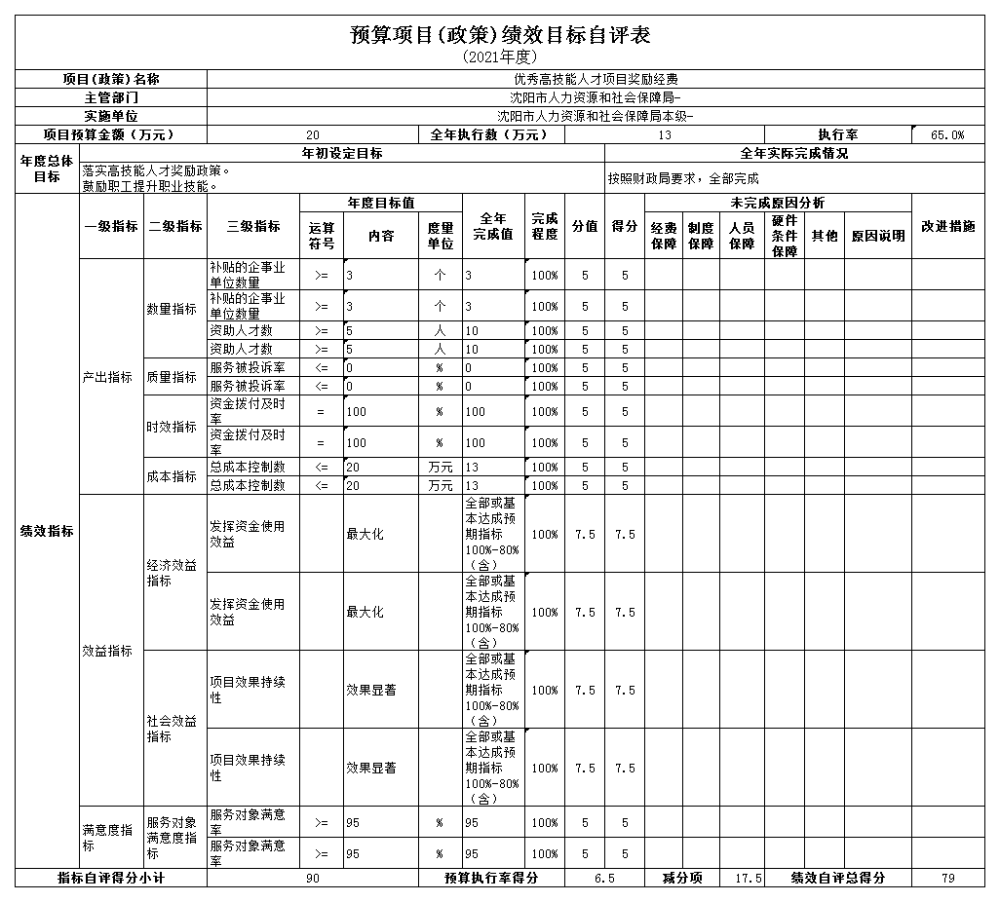 预算项目(政策)绩效目标自评表
(2021年度)
项目(政策)名称 优秀高技能人才项目奖励经费
主管部门 沈阳市人力资源和社会保障局-
实施单位 沈阳市人力资源和社会保障局本级-
项目预算金额(万元) 20 全年执行数(万元) 13 执行率 65.0%
年度总体目标 年初设定目标 全年实际完成情况
落实高技能人才奖励政策。
鼓励职工提升职业技能。
按照财政局要求,全部完成
绩效指标 一级指标 二级指标 三级指标 年度目标值 全年完成值 完成程度 分值 得分 未完成原因分析 改进措施
运算符号 内容 度量单位 经费保障 制度保障 人员保障 硬件条件保障 其他 原因说明
产出指标 数量指标 补贴的企事业单位数量 >= 3 个 3 100% 5 5
补贴的企事业单位数量 >= 3 个 3 100% 5 5
资助人才数 >= 5 人 10 100% 5 5
资助人才数 >= 5 人 10 100% 5 5
质量指标 服务被投诉率 <= 0 % 0 100% 5 5
服务被投诉率 <= 0 % 0 100% 5 5
时效指标 资金拨付及时率 = 100 % 100 100% 5 5
资金拨付及时率 = 100 % 100 100% 5 5
成本指标 总成本控制数 <= 20 万元 13 100% 5 5
总成本控制数 <= 20 万元 13 100% 5 5
效益指标 经济效益指标 发挥资金使用效益 最大化 全部或基本达成预期指标100%-80%(含) 100% 7.5 7.5
发挥资金使用效益 最大化 全部或基本达成预期指标100%-80%(含) 100% 7.5 7.5
社会效益指标 项目效果持续性 效果显著 全部或基本达成预期指标100%-80%(含) 100% 7.5 7.5
项目效果持续性 效果显著 全部或基本达成预期指标100%-80%(含) 100% 7.5 7.5
满意度指标 服务对象满意度指标 服务对象满意率 >= 95 % 95 100% 5 5
服务对象满意率 >= 95 % 95 100% 5 5
指标自评得分小计 90 预算执行率得分 6.5 减分项 17.5 绩效自评总得分 79